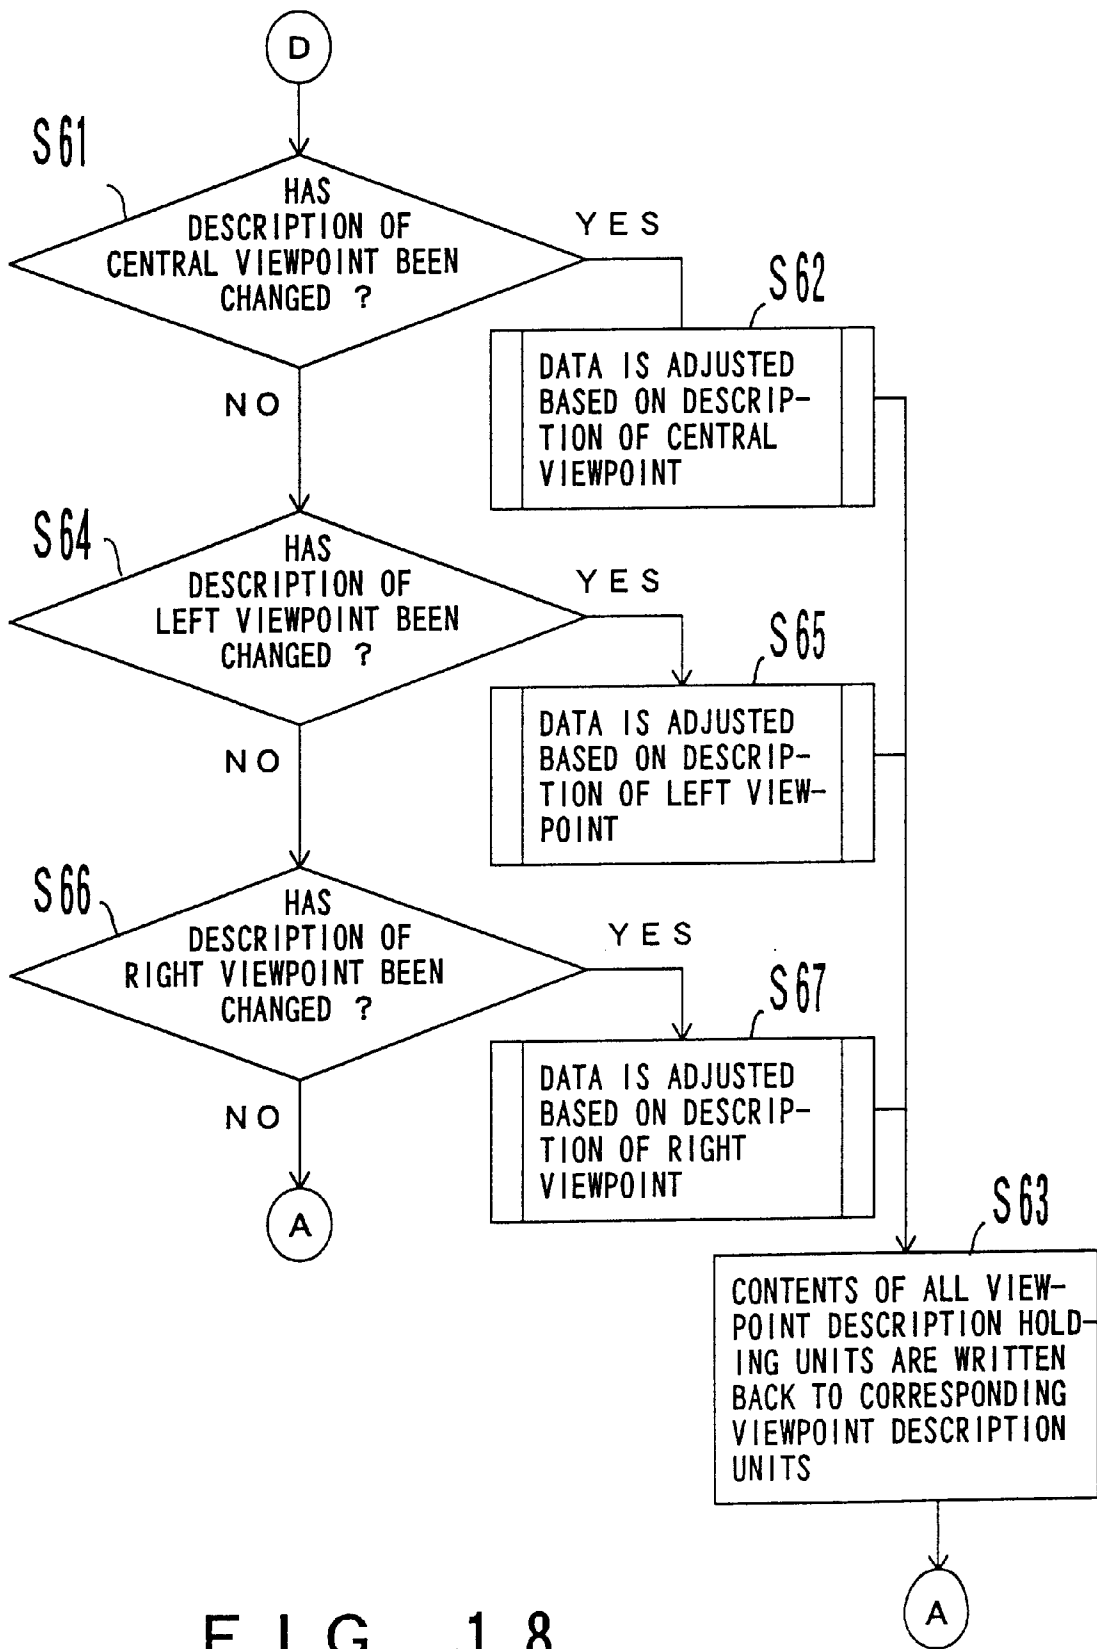 D
S61
HAS
DESCRIPTION OF
CENTRAL VIEWPOINT BEEN
CHANGED ?
YES
NO
S62
DATA IS ADJUSTED
BASED ON DESCRIP-
TION OF CENTRAL
VIEWPOINT
S64
HAS
DESCRIPTION OF
LEFT VIEWPOINT BEEN
CHANGED ?
YES
NO
S65
DATA IS ADJUSTED
BASED ON DESCRIP-
TION OF LEFT VIEW-
POINT
S66
HAS
DESCRIPTION OF
RIGHT VIEWPOINT BEEN
CHANGED ?
YES
NO
S67
DATA IS ADJUSTED
BASED ON DESCRIP-
TION OF RIGHT
VIEWPOINT
A
S63
CONTENTS OF ALL VIEW-
POINT DESCRIPTION HOLD-
ING UNITS ARE WRITTEN
BACK TO CORRESPONDING
VIEWPOINT DESCRIPTION
UNITS
A
FIG. 18